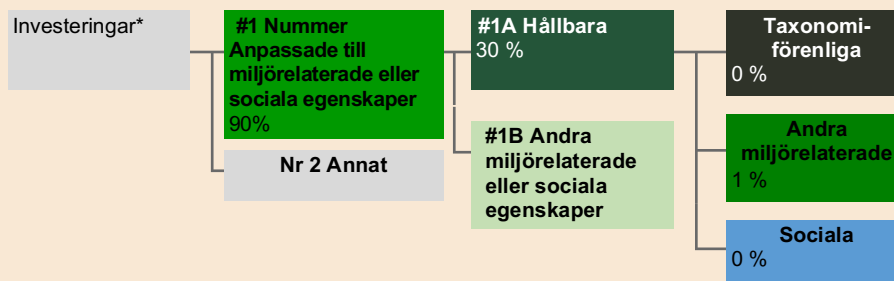 Investeringar*
#1 Nummer
Anpassade till
miljörelaterade eller
sociala egenskaper
90%
Nr 2 Annat
#1A Hållbara
30 %
#1B Andra
miljörelaterade
eller sociala
egenskaper
Taxonomi-
förenliga
0 %
Andra
miljörelaterade
1 %
Sociala
0 %